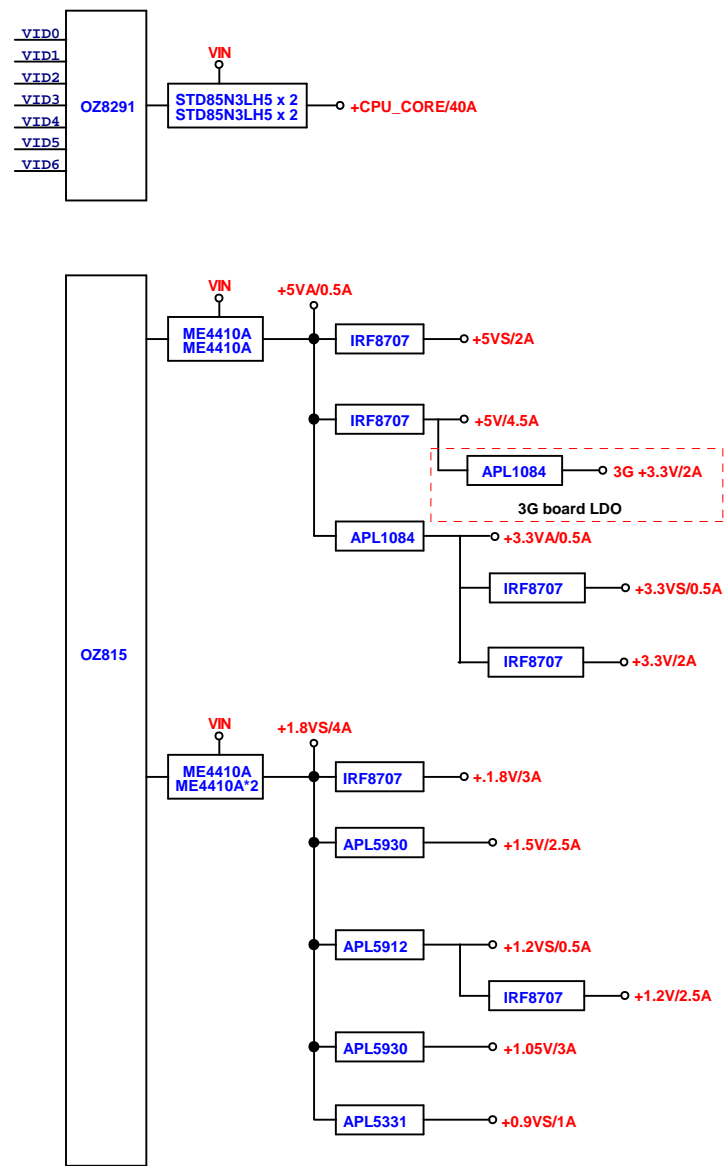 VID0
VID1
VID2
VID3
VID4
VID5
VID6
OZ8291
VIN
STD85N3LH5 x 2
STD85N3LH5 x 2
+CPU_CORE/40A
OZ815
VIN
ME4410A
ME4410A
+5VA/0.5A
IRF8707
+5VS/2A
IRF8707
+5V/4.5A
APL1084
3G +3.3V/2A
3G board LDO
APL1084
+3.3VA/0.5A
IRF8707
+3.3VS/0.5A
IRF8707
+3.3V/2A
VIN
ME4410A
ME4410A*2
+1.8VS/4A
IRF8707
+.1.8V/3A
APL5930
+1.5V/2.5A
APL5912
+1.2VS/0.5A
IRF8707
+1.2V/2.5A
APL5930
+1.05V/3A
APL5331
+0.9VS/1A